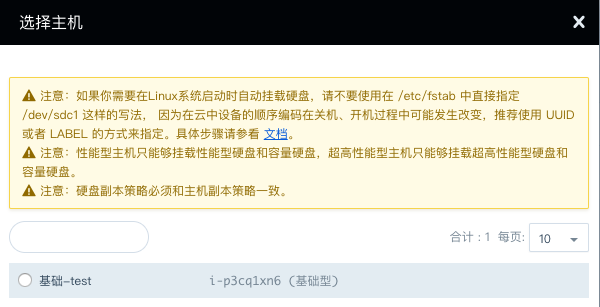 选择主机
注意：如果你需要在Linux系统启动时自动挂载硬盘，请不要使用在 /etc/fstab 中直接指定
/dev/sdc1 这样的写法， 因为在云中设备的顺序编码在关机、开机过程中可能发生改变，推荐使用 UUID
或者 LABEL 的方式来指定。具体步骤请参看 文档。
注意：性能型主机只能够挂载性能型硬盘和容量硬盘，超高性能型主机只能够挂载超高性能型硬盘和
容量硬盘。
注意：硬盘副本策略必须和主机副本策略一致。
合计 : 1 每页: 10
基础-test i-p3cq1xn6 (基础型)